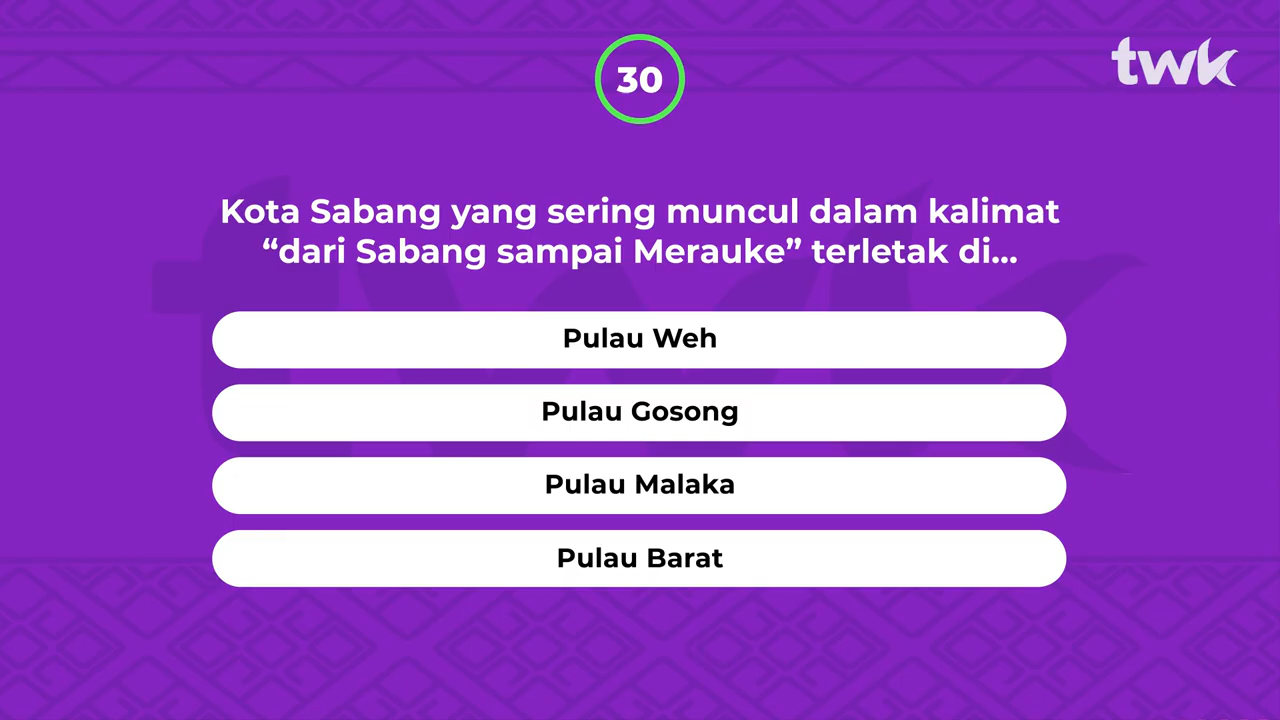 30
twk
Kota Sabang yang sering muncul dalam kalimat
“dari Sabang sampai Merauke” terletak di...
Pulau Weh
Pulau Gosong
Pulau Malaka
Pulau Barat